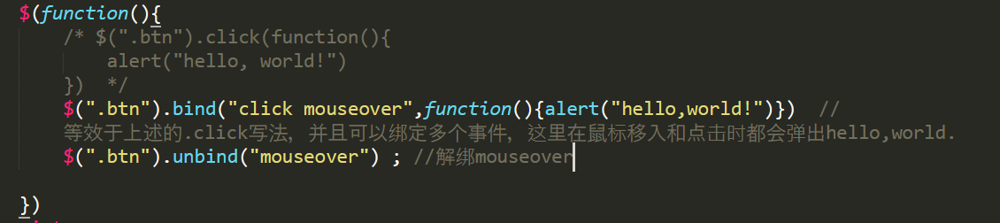 $(function(){
/* $(".btn").click(function(){
alert("hello, world!")
})  */
$(".btn").bind("click mouseover",function(){alert("hello,world!")})  //
等效于上述的.click写法，并且可以绑定多个事件，这里在鼠标移入和点击时都会弹出hello,world.
$(".btn").unbind("mouseover") ; //解绑mouseover
})